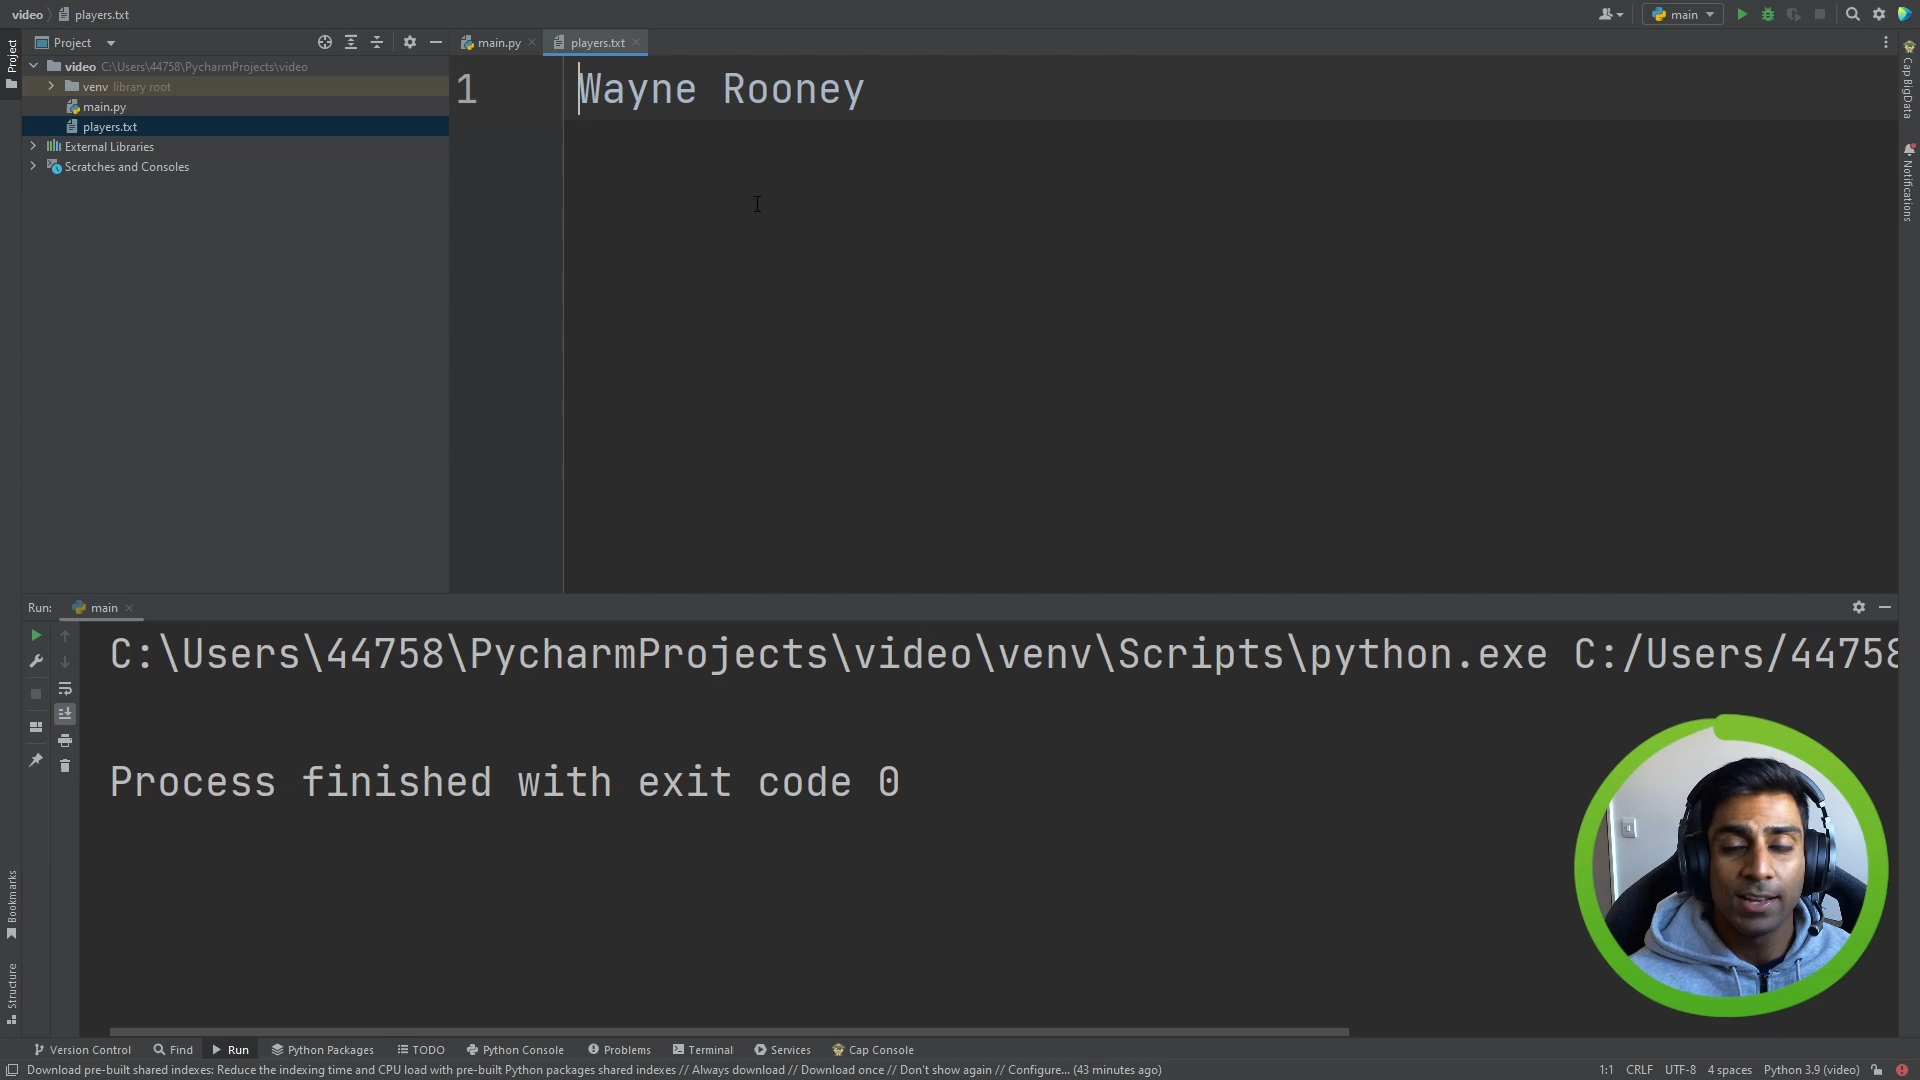 video players.txt
main
Project
main.py
players.txt
Project
video C:\Users\44758\PycharmProjects\video
venv library root
main.py
players.txt
External Libraries
Scratches and Consoles
1 Wayne Rooney
Cap BigData
Notifications
Run: main
C:\Users\44758\PycharmProjects\video\venv\Scripts\python.exe C:/Users/44758
Process finished with exit code 0
Bookmarks
Structure
Version Control Find Run Python Packages TODO Python Console Problems Terminal Services Cap Console
Download pre-built shared indexes: Reduce the indexing time and CPU load with pre-built Python packages shared indexes // Always download // Download once // Don't show again // Configure... (43 minutes ago) 1:1 CRLF UTF-8 4 spaces Python 3.9 (video)